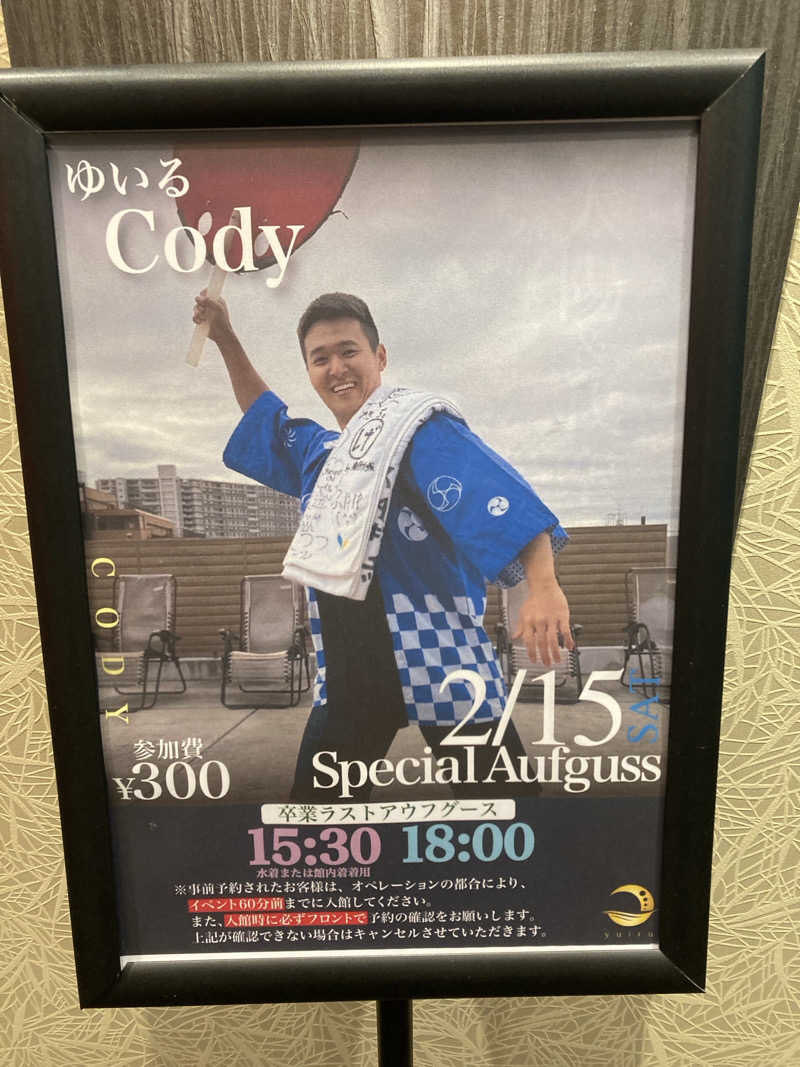 ゆいる
Cody
CODY
2/15
SAT
参加費
¥300
Special Aufguss
卒業ラストアウフグース
15:30 18:00
水着または館内着着用
※事前予約されたお客様は、オペレーションの都合により、
イベント60分前までに入館してください。
また、入館時に必ずフロントで予約の確認をお願いします。
上記が確認できない場合はキャンセルさせていただきます。
yuiru